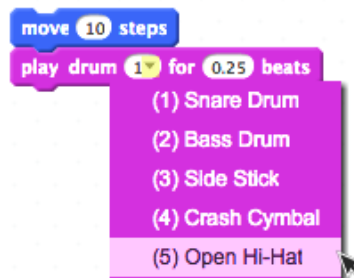 move 10 steps
play drum 1 for 0.25 beats
(1) Snare Drum
(2) Bass Drum
(3) Side Stick
(4) Crash Cymbal
(5) Open Hi-Hat